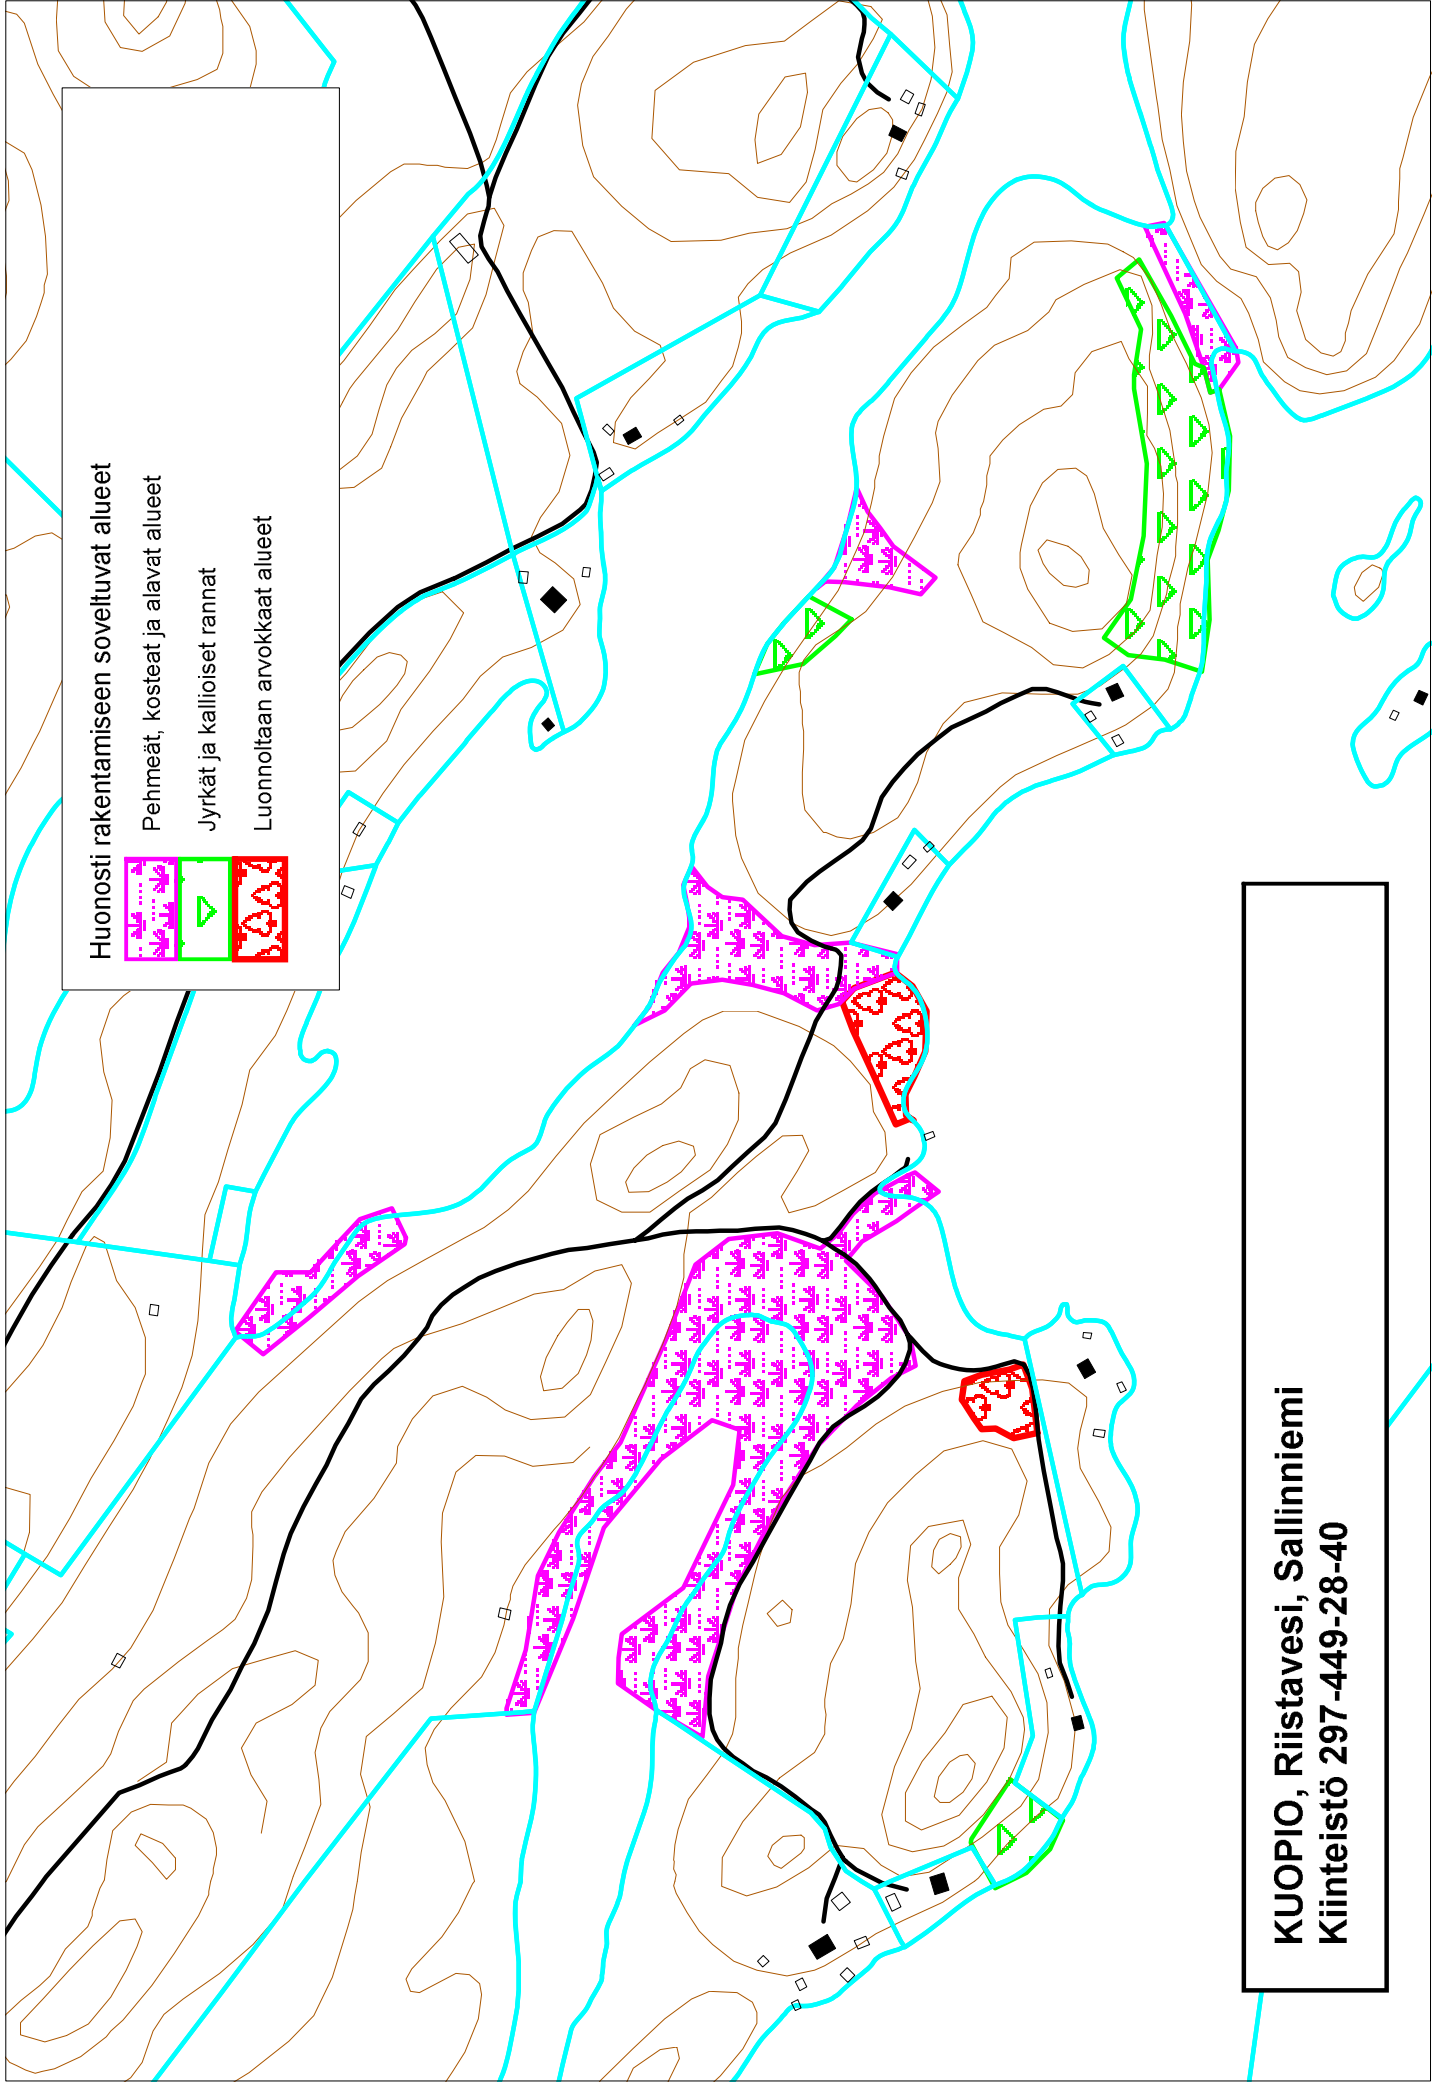 Huonosti rakentamiseen soveltuvat alueet
Pehmeät, kosteat ja alavat alueet
Jyrkät ja kallioiset rannat
Luonnoltaan arvokkaat alueet
KUOPIO, Riistavesi, Sallinniemi
Kiinteistö 297-449-28-40